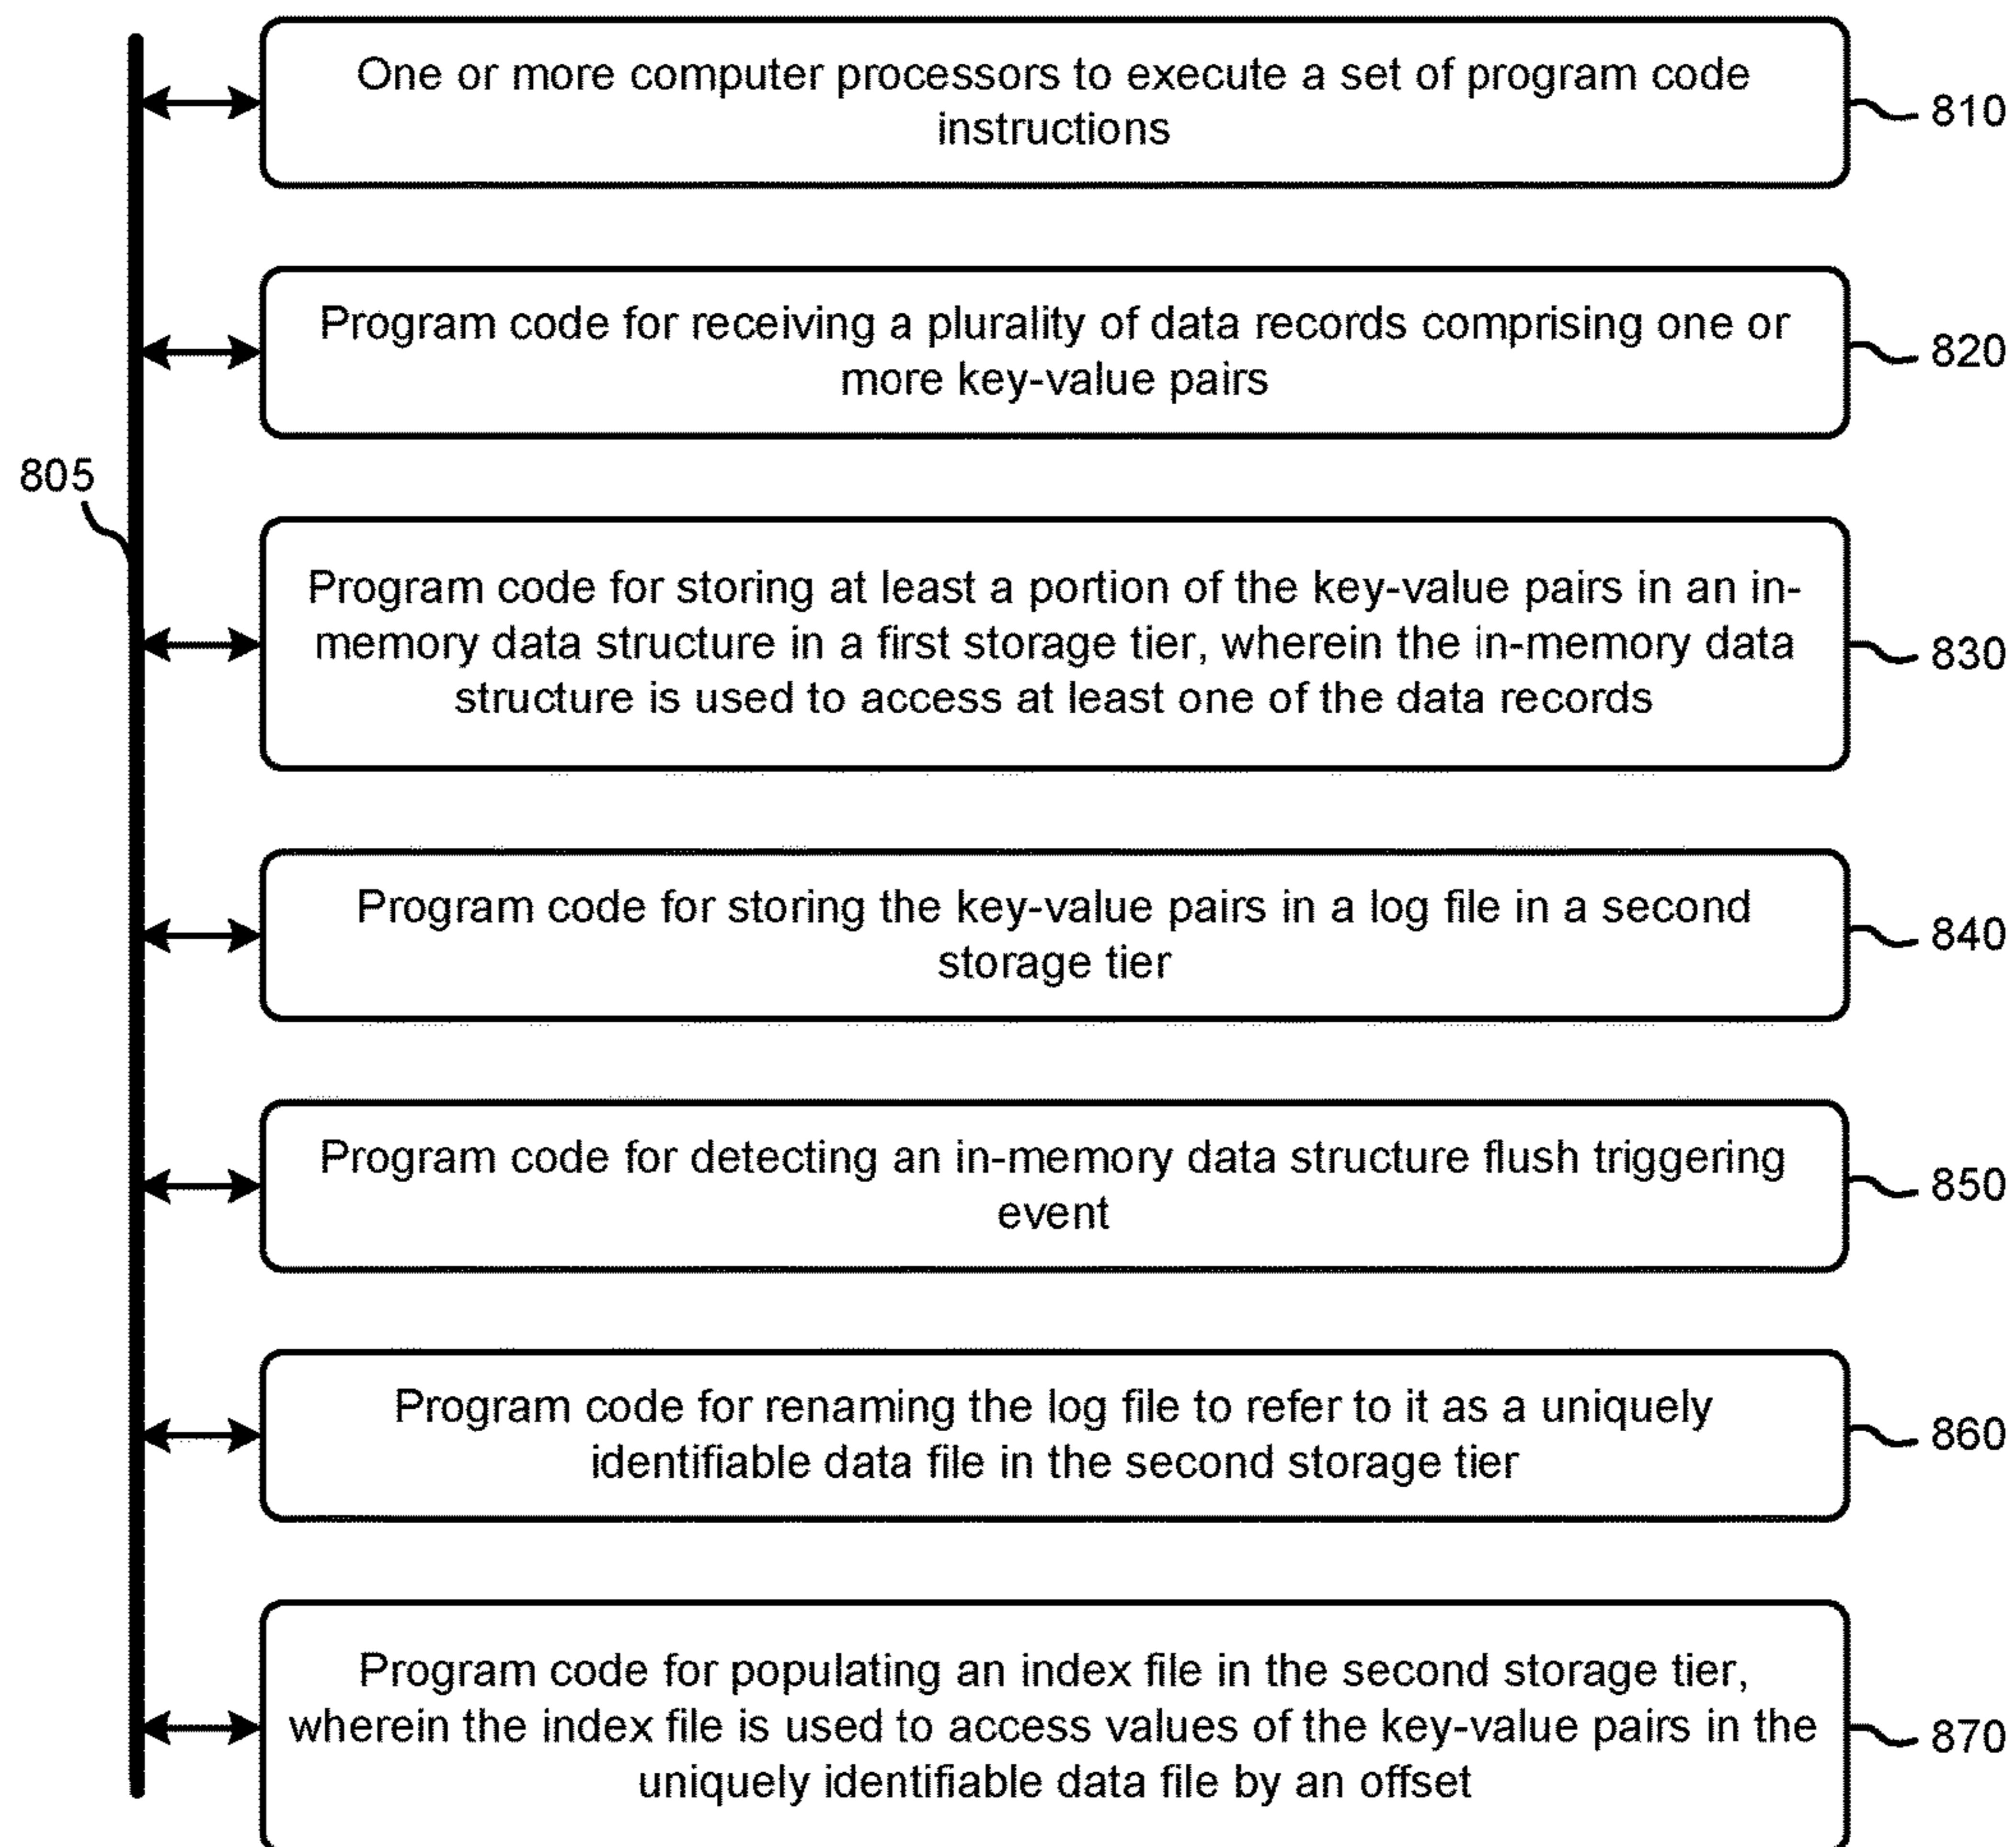 One or more computer processors to execute a set of program code
instructions
810
Program code for receiving a plurality of data records comprising one or
more key-value pairs
820
805
Program code for storing at least a portion of the key-value pairs in an in-
memory data structure in a first storage tier, wherein the in-memory data
structure is used to access at least one of the data records
830
Program code for storing the key-value pairs in a log file in a second
storage tier
840
Program code for detecting an in-memory data structure flush triggering
event
850
Program code for renaming the log file to refer to it as a uniquely
identifiable data file in the second storage tier
860
Program code for populating an index file in the second storage tier,
wherein the index file is used to access values of the key-value pairs in the
uniquely identifiable data file by an offset
870